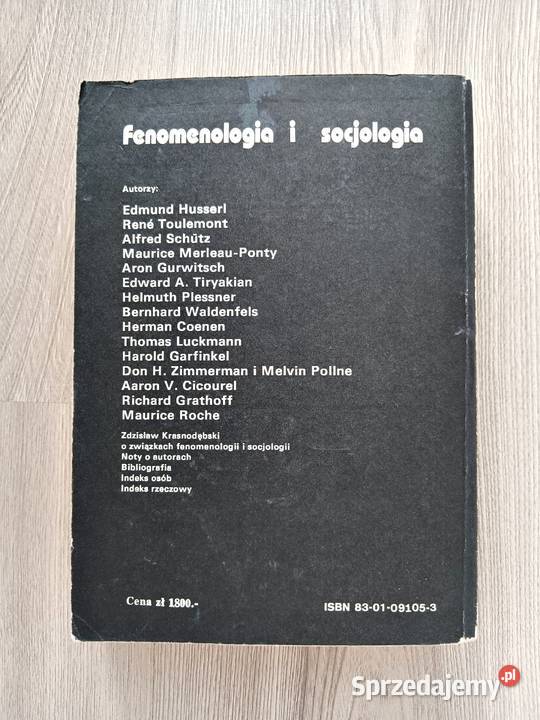 Fenomenologia i socjologia
Autorzy:
Edmund Husserl
René Toulemont
Alfred Schütz
Maurice Merleau-Ponty
Aron Gurwitsch
Edward A. Tiryakian
Helmuth Plessner
Bernhard Waldenfels
Herman Coenen
Thomas Luckmann
Harold Garfinkel
Don H. Zimmerman i Melvin Pollne
Aaron V. Cicourel
Richard Grathoff
Maurice Roche
Zdzisław Krasnodębski
o związkach fenomenologii i socjologii
Noty o autorach
Bibliografia
Indeks osób
Indeks rzeczowy
Cena zł 1800.-
ISBN 83-01-09105-3
Sprzedajemy.pl